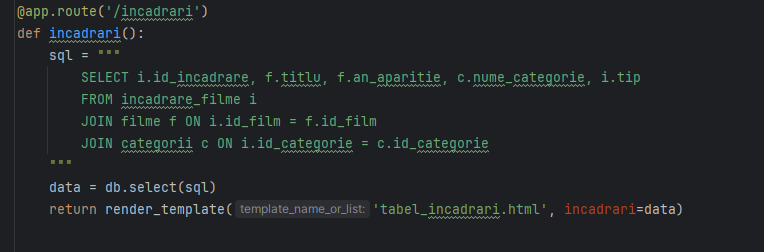 @app.route('/incadrari')
def incadrari():
    sql = """
        SELECT i.id_incadrare, f.titlu, f.an_aparitie, c.nume_categorie, i.tip
        FROM incadrare_filme i
        JOIN filme f ON i.id_film = f.id_film
        JOIN categorii c ON i.id_categorie = c.id_categorie
    """
    data = db.select(sql)
    return render_template( template_name_or_list: 'tabel_incadrari.html', incadrari=data)